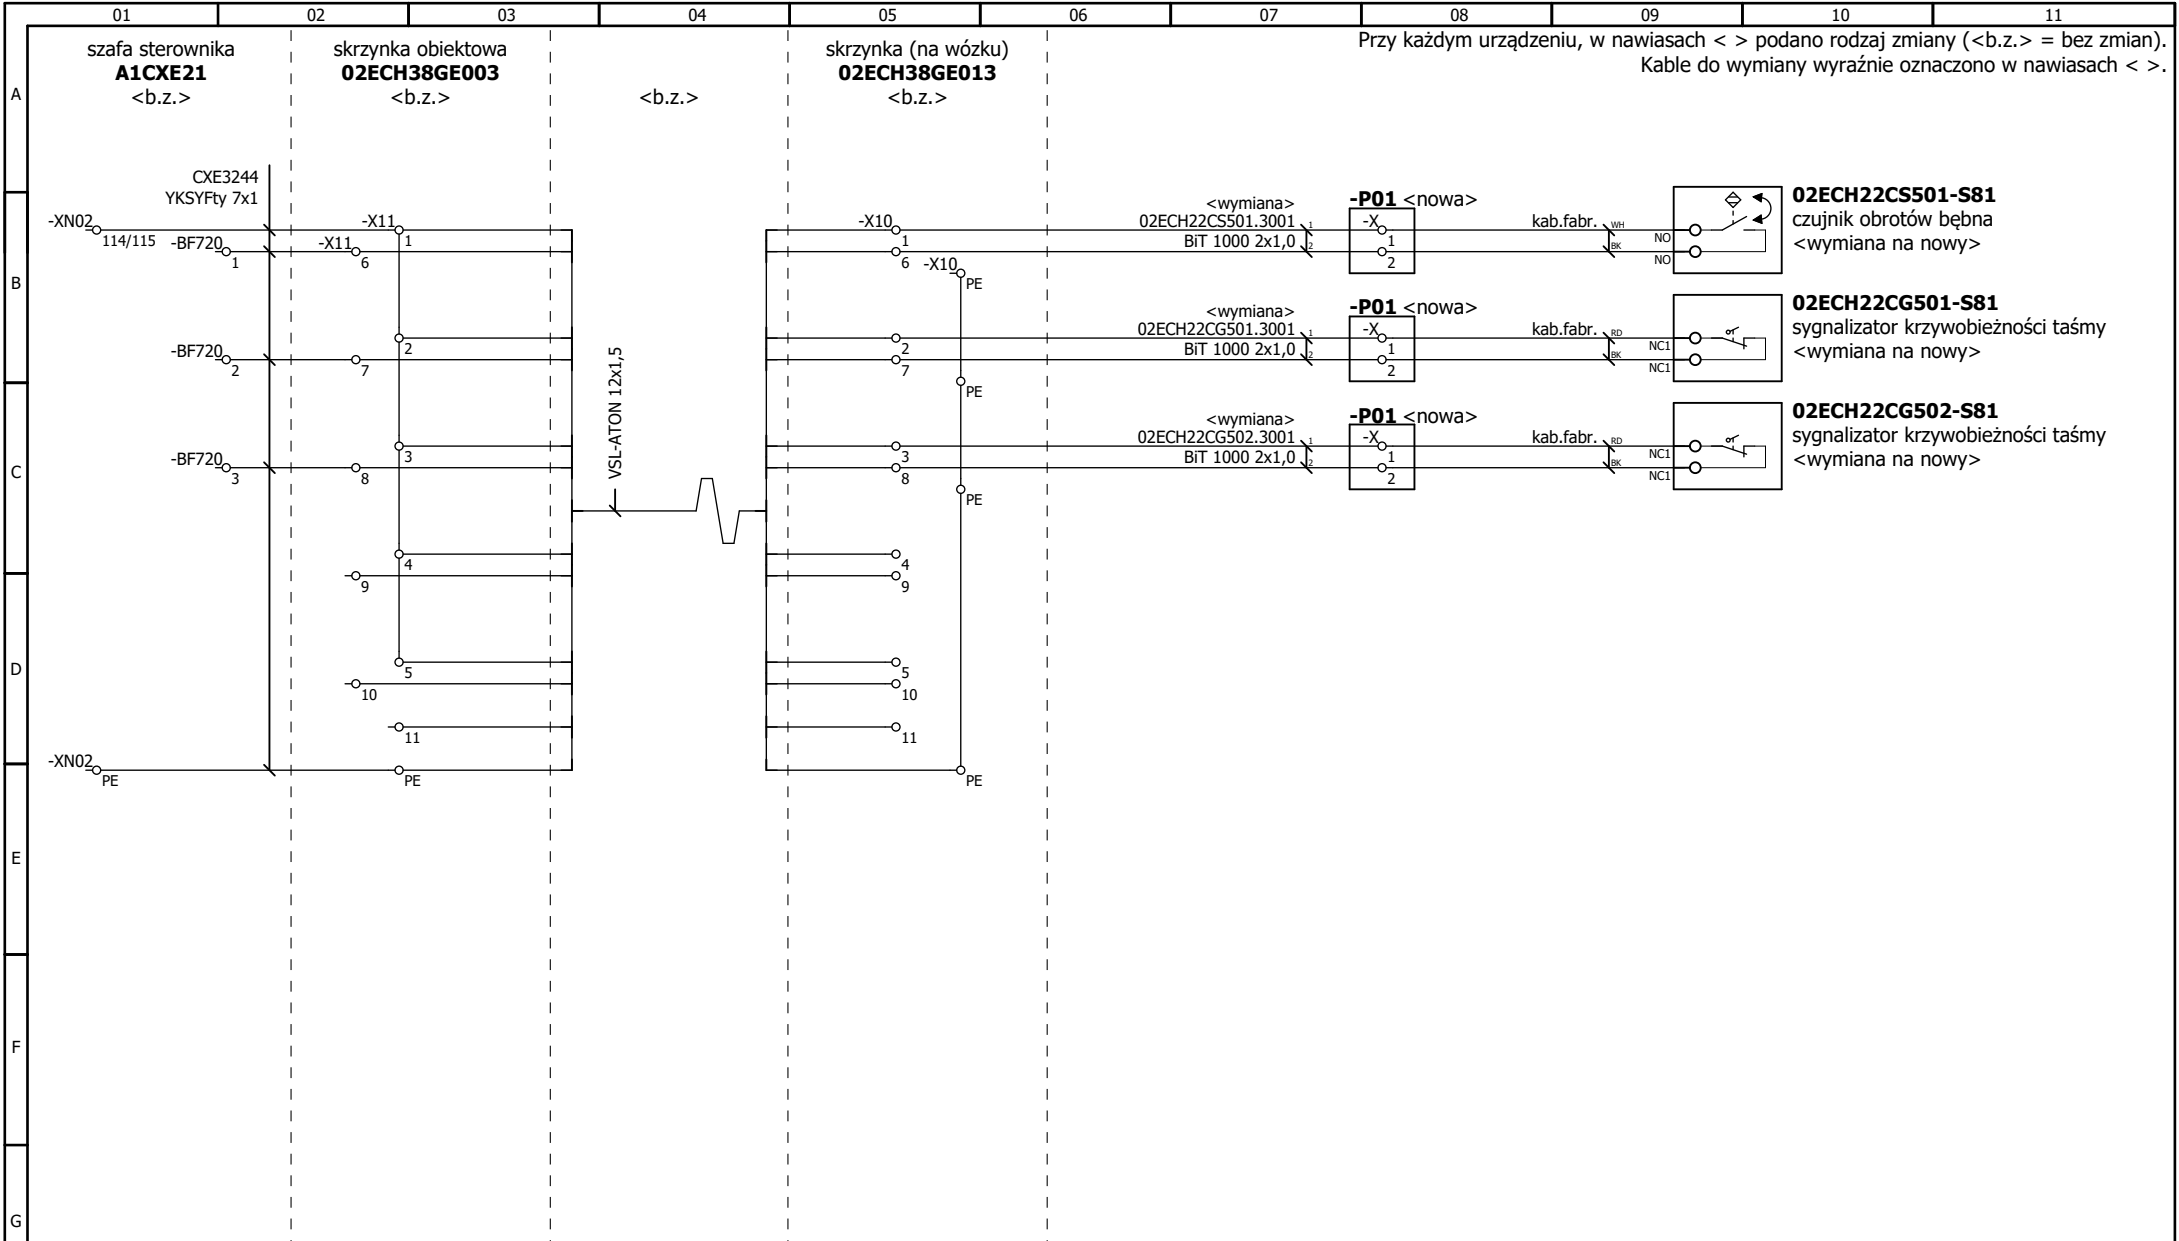 01 02 03 04 05 06 07 08 09 10 11
Przy każdym urządzeniu, w nawiasach < > podano rodzaj zmiany (<b.z.> = bez zmian).
Kable do wymiany wyraźnie oznaczono w nawiasach < >.
szafa sterownika
A1CXE21
<b.z.>
skrzynka obiektowa
02ECH38GE003
<b.z.>
<b.z.>
skrzynka (na wózku)
02ECH38GE013
<b.z.>
A
B
C
D
E
F
G
CXE3244
YKSYFty 7x1
-XN02
114/115
-BF720
1
-BF720
2
-BF720
3
-XN02
PE
-X11
1
-X11
6
2
7
3
8
4
9
5
10
11
PE
VSL-ATON 12x1,5
-X10
1
6
-X10
PE
2
7
PE
3
8
PE
4
9
5
10
11
PE
<wymiana>
02ECH22CS501.3001
BiT 1000 2x1,0
1
2
-P01 <nowa>
-X
1
2
kab.fabr.
WH
BK
NO
NO
02ECH22CS501-S81
czujnik obrotów bębna
<wymiana na nowy>
<wymiana>
02ECH22CG501.3001
BiT 1000 2x1,0
1
2
-P01 <nowa>
-X
1
2
kab.fabr.
RD
BK
NC1
NC1
02ECH22CG501-S81
sygnalizator krzywobieżności taśmy
<wymiana na nowy>
<wymiana>
02ECH22CG502.3001
BiT 1000 2x1,0
1
2
-P01 <nowa>
-X
1
2
kab.fabr.
RD
BK
NC1
NC1
02ECH22CG502-S81
sygnalizator krzywobieżności taśmy
<wymiana na nowy>